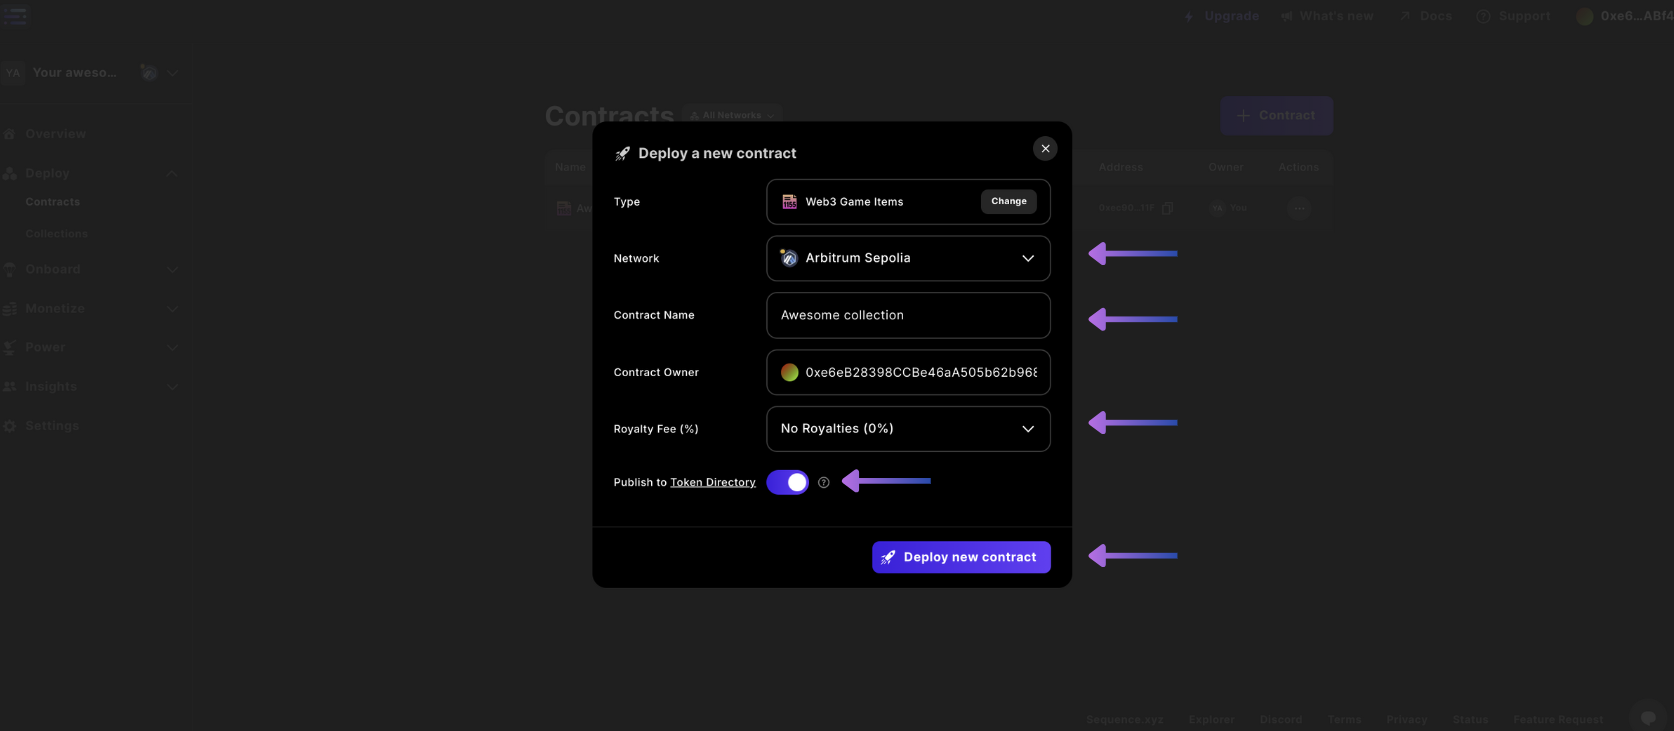 Upgrade
What's new
Docs
Support
0xe6...ABf4
YA Your aweso...
Overview
Deploy
Contracts
Collections
Onboard
Monetize
Power
Insights
Settings
Contracts
All Networks
Contract
Name
Address
Owner
Actions
Aw
YA You
Deploy a new contract
Type
1155
Web3 Game Items
Change
Network
Arbitrum Sepolia
Contract Name
Awesome collection
Contract Owner
0xe6eB28398CCBe46aA505b62b968
Royalty Fee (%)
No Royalties (0%)
Publish to Token Directory
Deploy new contract
Sequence.xyz
Explorer
Discord
Terms
Privacy
Status
Feature Request